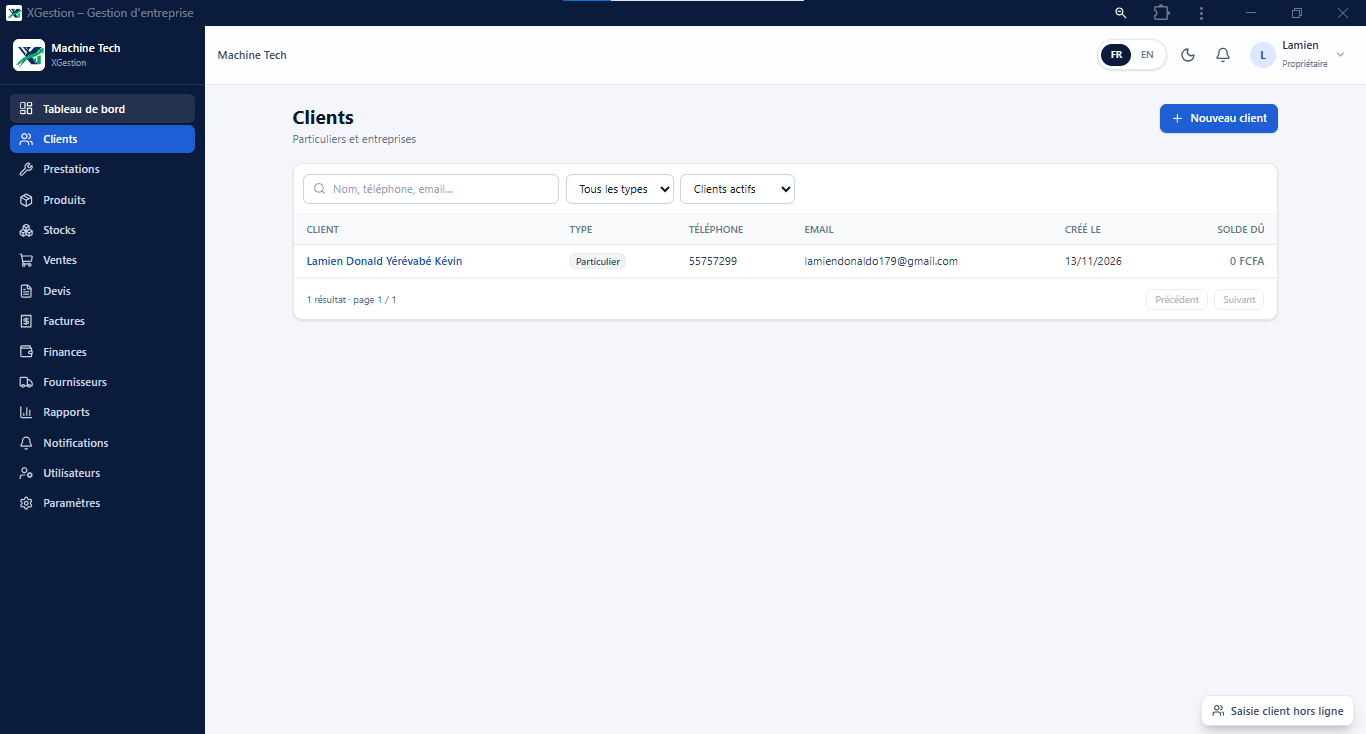 XGestion – Gestion d'entreprise
Machine Tech
XGestion
Machine Tech
FR EN
L
Lamien
Propriétaire
Tableau de bord
Clients
Prestations
Produits
Stocks
Ventes
Devis
Factures
Finances
Fournisseurs
Rapports
Notifications
Utilisateurs
Paramètres
Clients
Particuliers et entreprises
+ Nouveau client
Nom, téléphone, email...
Tous les types
Clients actifs
CLIENT TYPE TÉLÉPHONE EMAIL CRÉÉ LE SOLDE DÛ
Lamien Donald Yérévabé Kévin Particulier 55757299 lamiendonaldo179@gmail.com 13/11/2026 0 FCFA
1 résultat · page 1 / 1
Précédent Suivant
Saisie client hors ligne